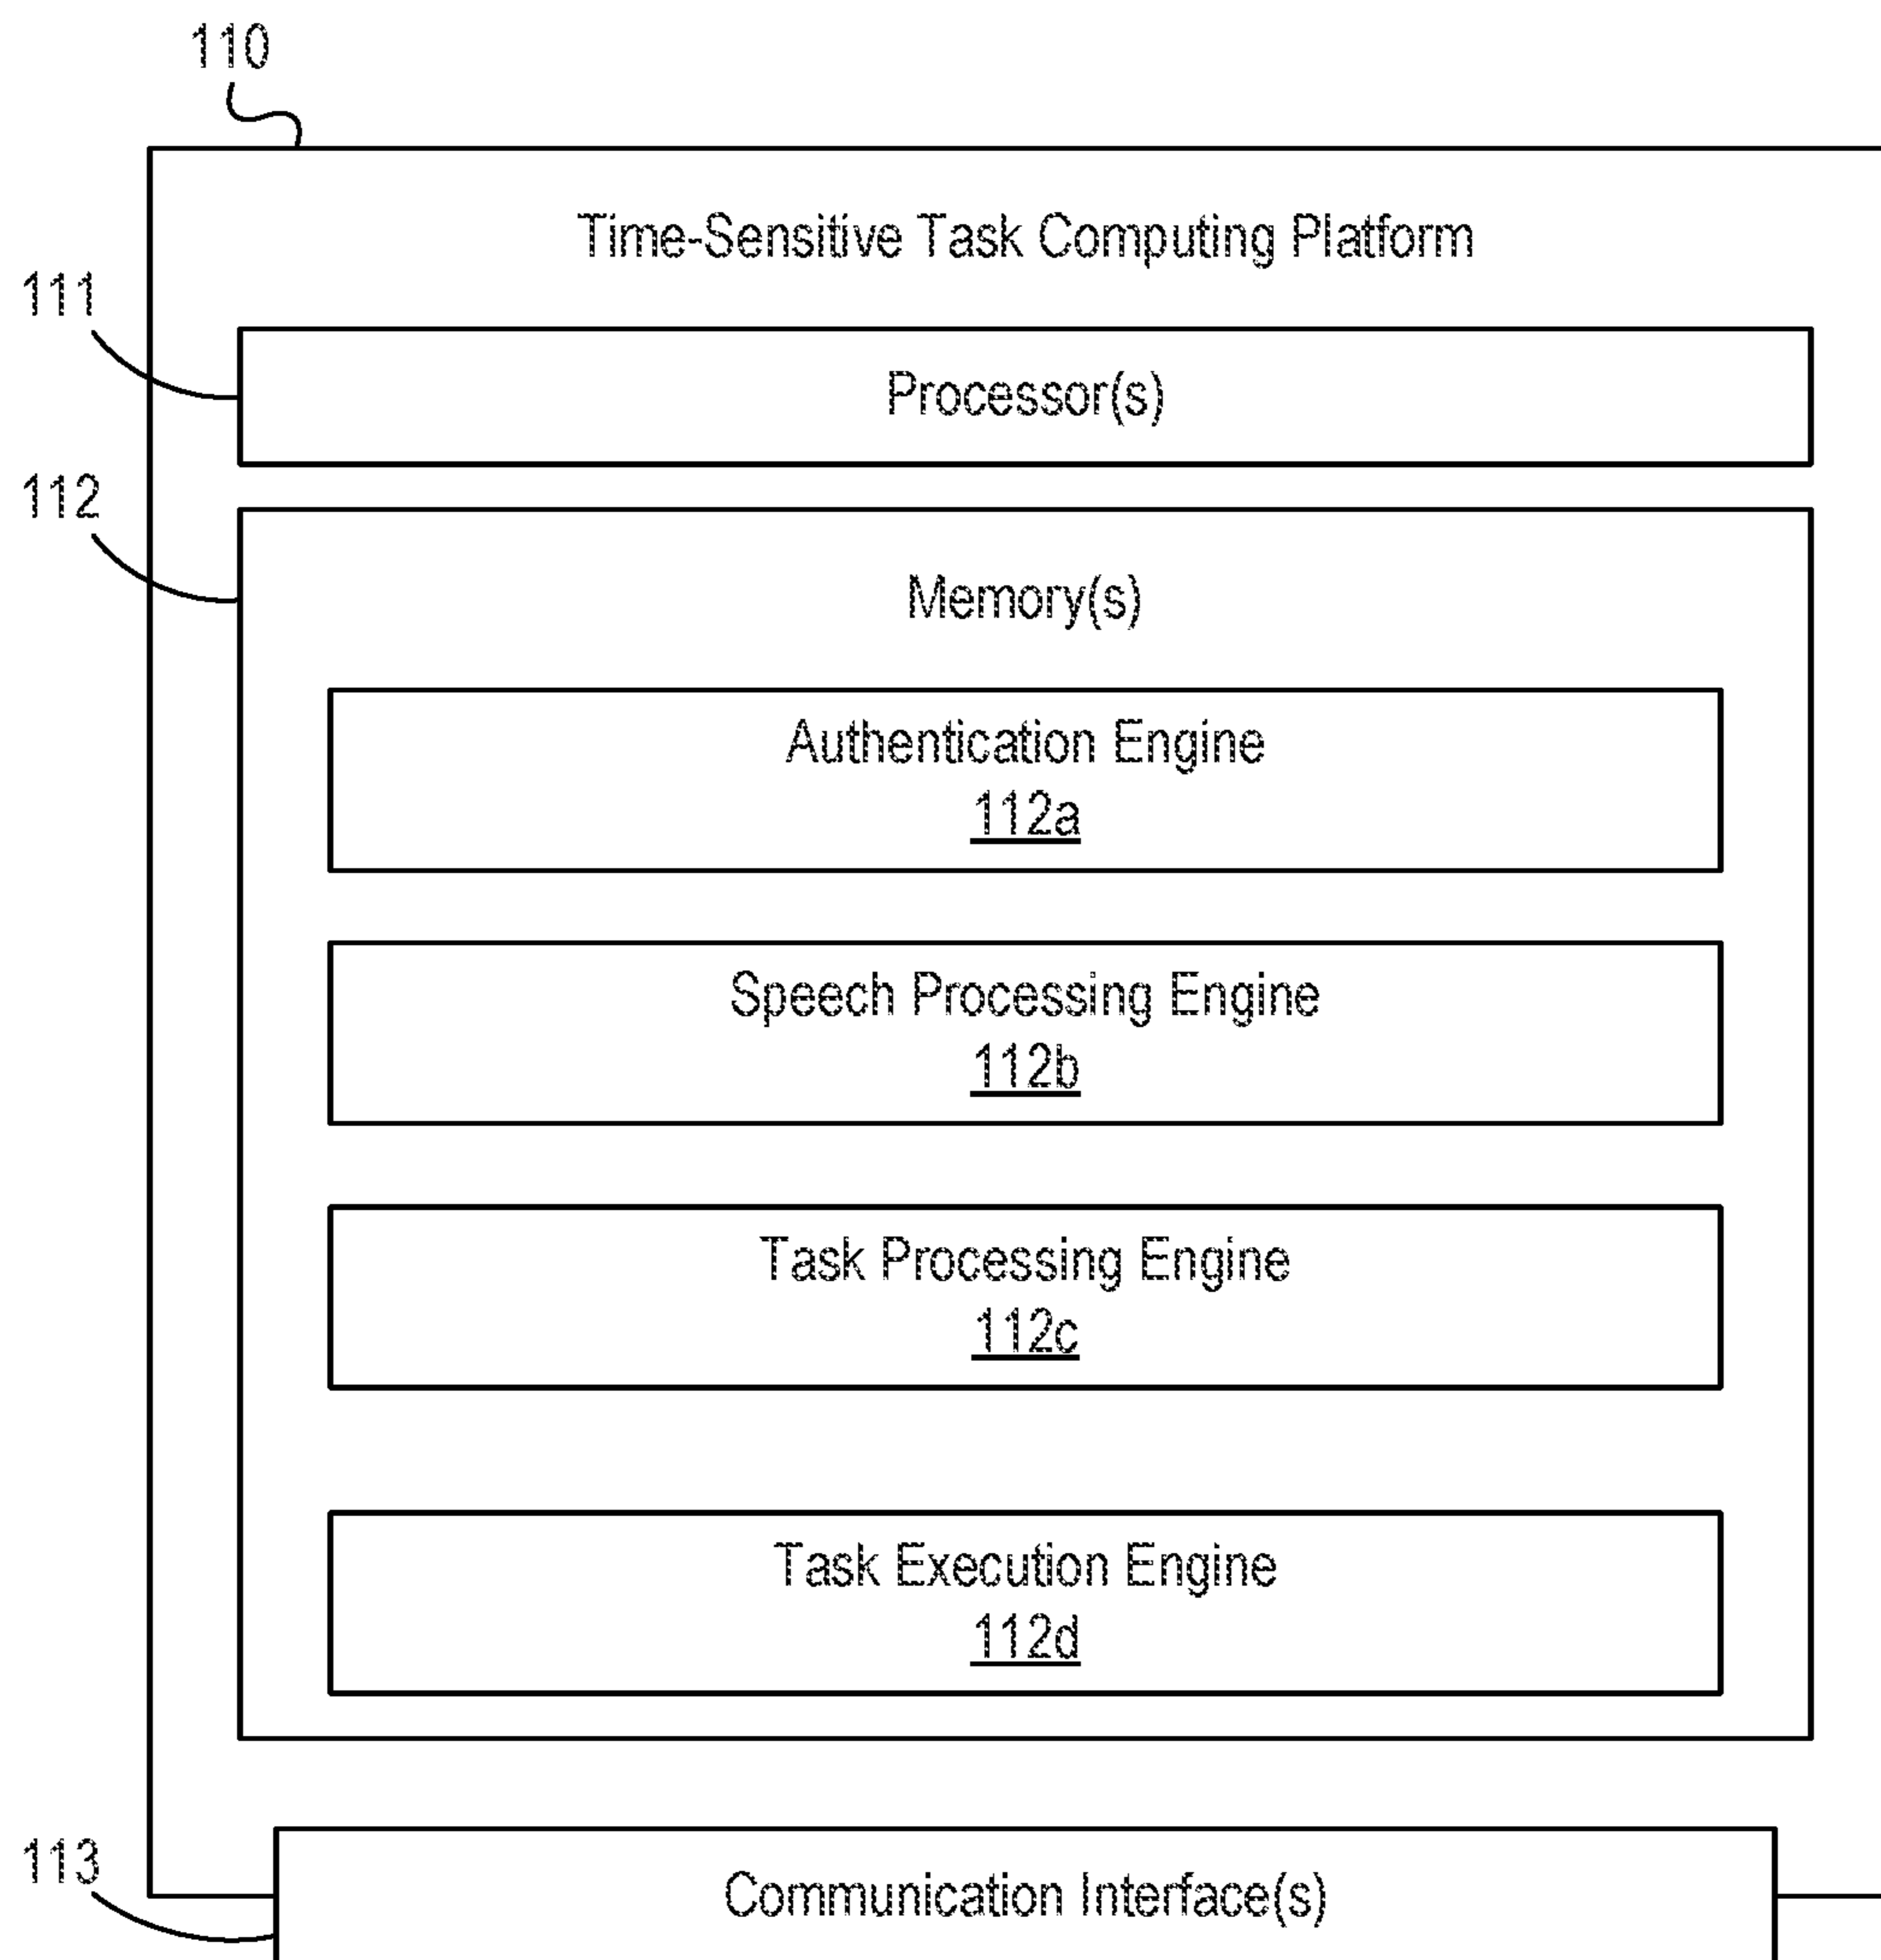 110
Time-Sensitive Task Computing Platform
111
Processor(s)
112
Memory(s)
Authentication Engine
112a
Speech Processing Engine
112b
Task Processing Engine
112c
Task Execution Engine
112d
113
Communication Interface(s)